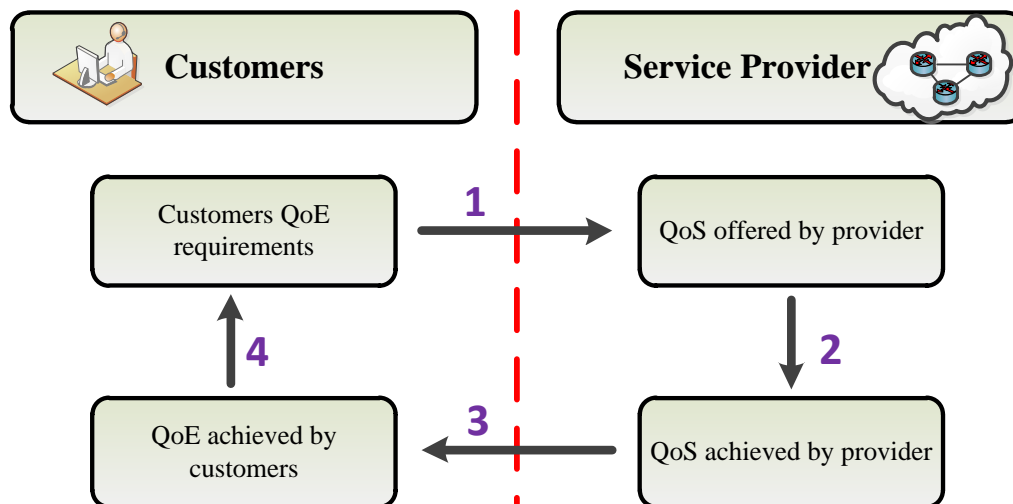 Customers
Service Provider
Customers QoE
requirements
1
QoS offered by provider
4
2
QoE achieved by
customers
3
QoS achieved by provider